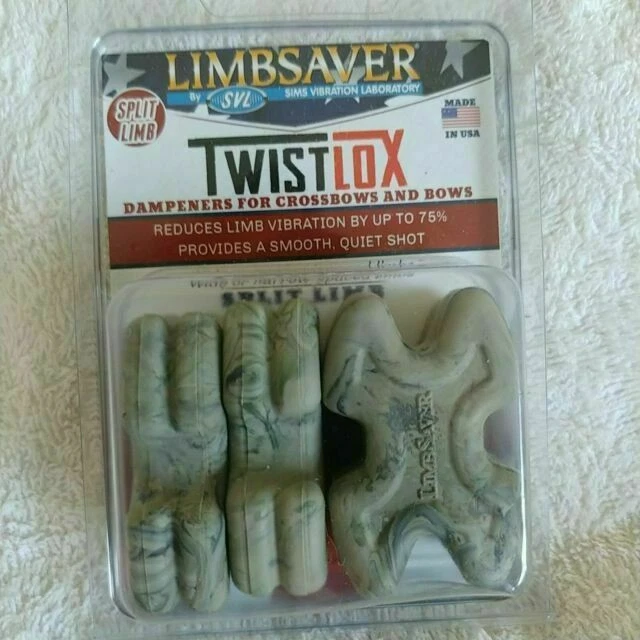 LIMBSAVER
BY SVL SIMS VIBRATION LABORATORY
SPLIT
LIMB
MADE
IN USA
TWISTLOX
DAMPENERS FOR CROSSBOWS AND BOWS
REDUCES LIMB VIBRATION BY UP TO 75%
PROVIDES A SMOOTH, QUIET SHOT
SPLIT LIMB
LIMBSAVER